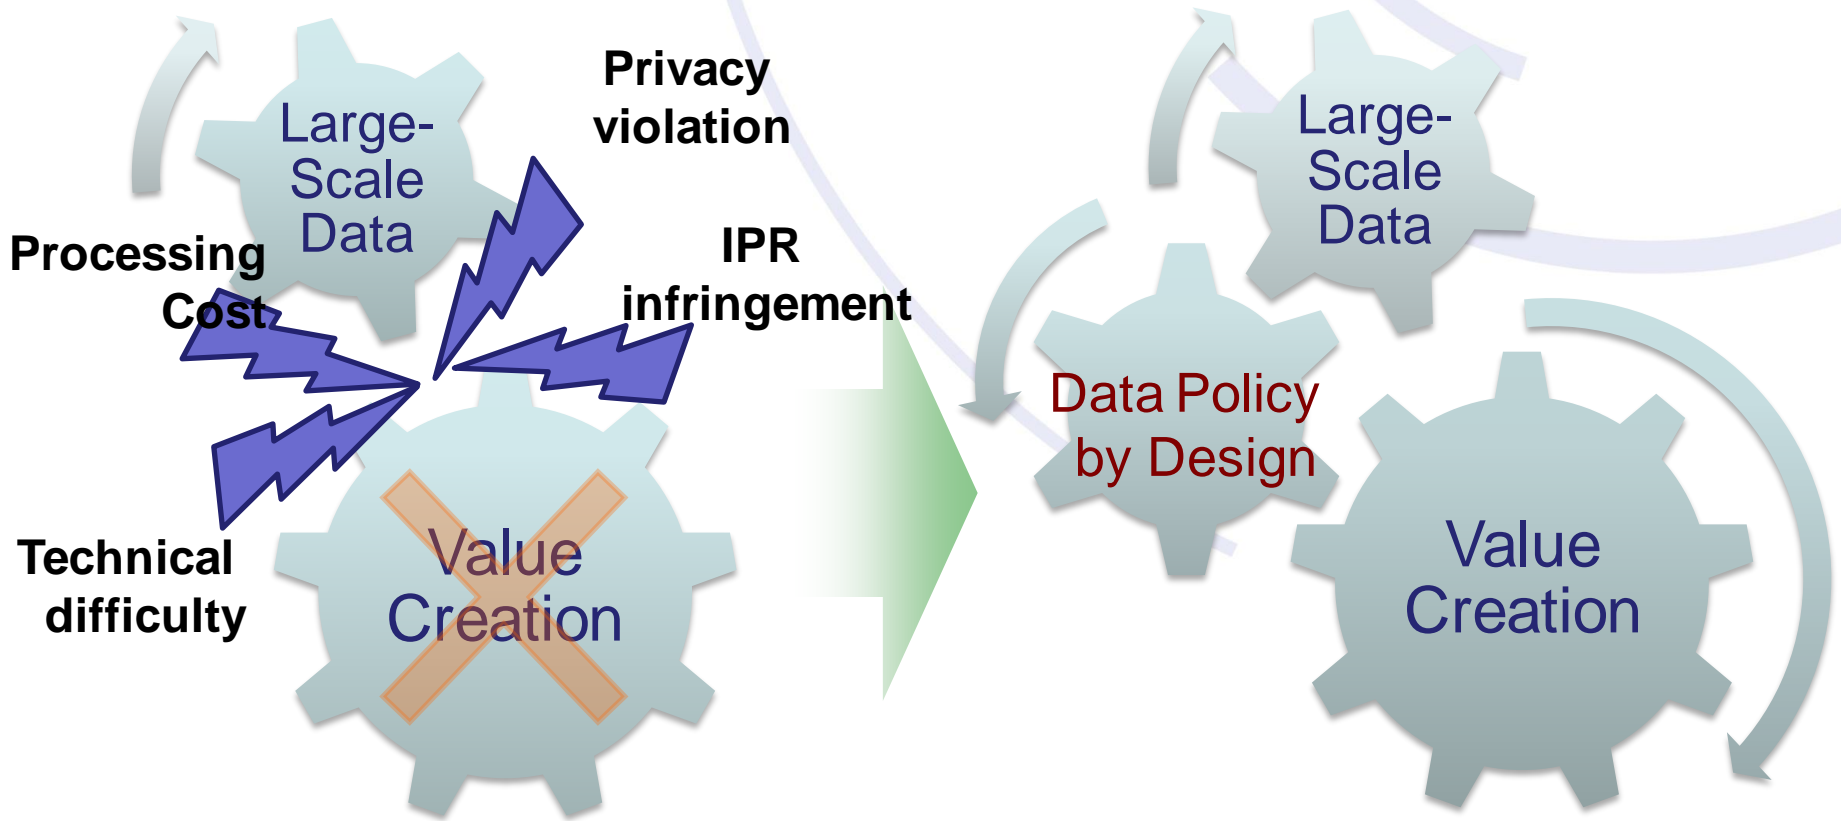 Large-
Scale
Data
Privacy
violation
Processing
Cost
IPR
infringement
Technical
difficulty
Value
Creation
Large-
Scale
Data
Data Policy
by Design
Value
Creation